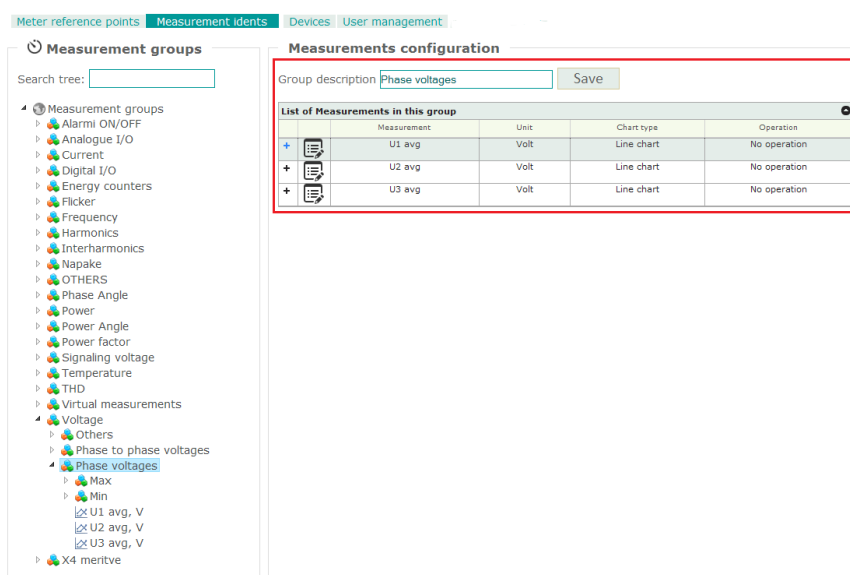 Meter reference points Measurement idents Devices User management
Measurement groups
Search tree:
Measurement groups
Alarmi ON/OFF
Analogue I/O
Current
Digital I/O
Energy counters
Flicker
Frequency
Harmonics
Interharmonics
Napake
OTHERS
Phase Angle
Power
Power Angle
Power factor
Signaling voltage
Temperature
THD
Virtual measurements
Voltage
Others
Phase to phase voltages
Phase voltages
Max
Min
U1 avg, V
U2 avg, V
U3 avg, V
X4 meritve
Measurements configuration
Group description Phase voltages Save
List of Measurements in this group
Measurement Unit Chart type Operation
+ U1 avg Volt Line chart No operation
+ U2 avg Volt Line chart No operation
+ U3 avg Volt Line chart No operation